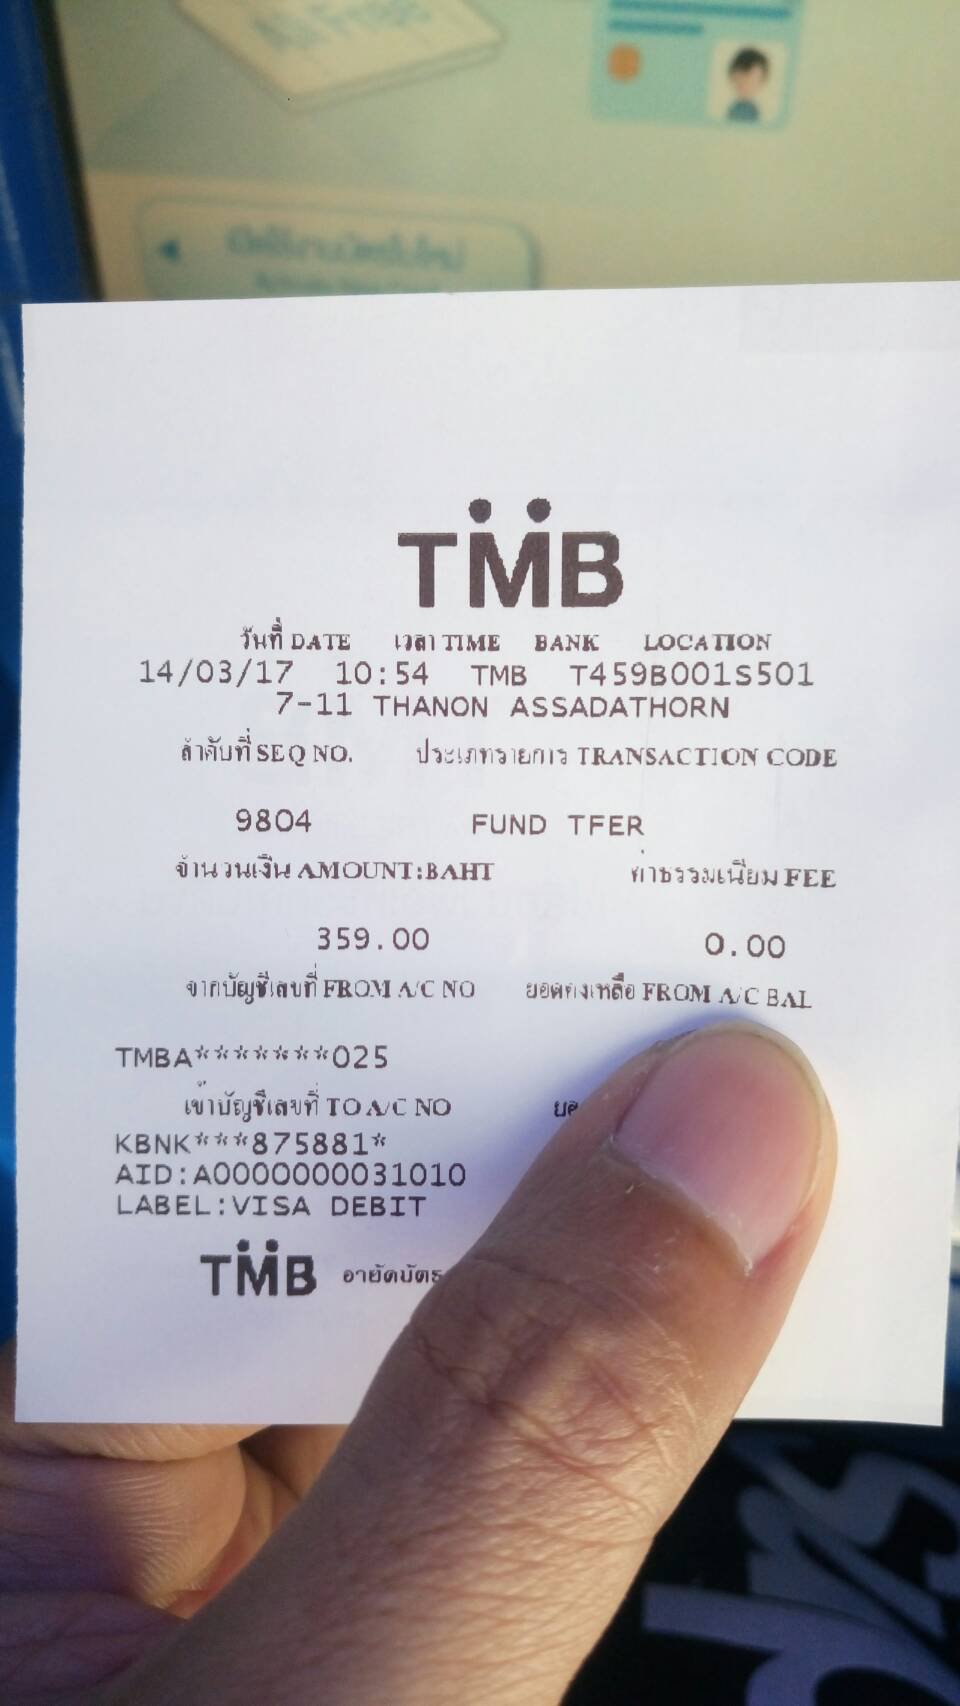 TMB
วันที่ DATE เวลา TIME BANK LOCATION
14/03/17 10:54 TMB T459B001S501
7-11 THANON ASSADATHORN
ลำดับที่ SEQ NO. ประเภทรายการ TRANSACTION CODE
9804 FUND TFER
จำนวนเงิน AMOUNT:BAHT ค่าธรรมเนียม FEE
359.00 0.00
จากบัญชีเลขที่ FROM A/C NO ยอดคงเหลือ FROM A/C BAL
TMBA*******025
เข้าบัญชีเลขที่ TO A/C NO
KBNK***875881*
AID:A0000000031010
LABEL:VISA DEBIT
TMB อายัดบัตร